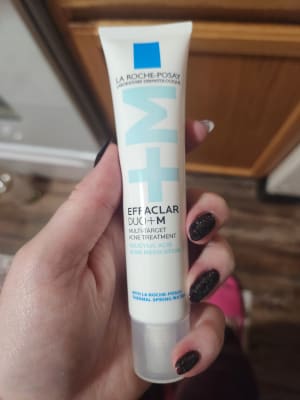 LA ROCHE-POSAY
LABORATOIRE DERMATOLOGIQUE
+M
EFFACLAR
DUO+M
MULTI-TARGET
ACNE TREATMENT
SALICYLIC ACID
ACNE MEDICATION
WITH LA ROCHE-POSAY
THERMAL SPRING WATER